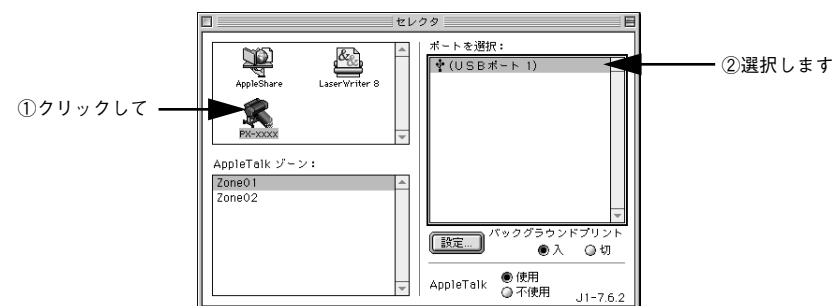 セレクタ
AppleShare
LaserWriter 8
PX-xxxx
①クリックして
AppleTalk ゾーン：
Zone01
Zone02
ポートを選択：
(USBポート 1)
②選択します
設定...
バックグラウンドプリント
入 切
AppleTalk
使用
不使用
J1-7.6.2